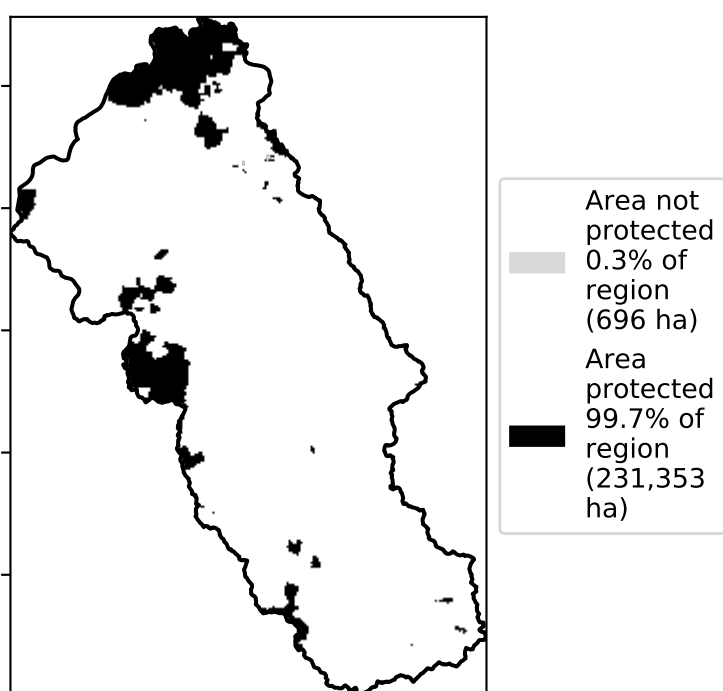 Area not
protected
0.3% of
region
(696 ha)
Area
protected
99.7% of
region
(231,353
ha)